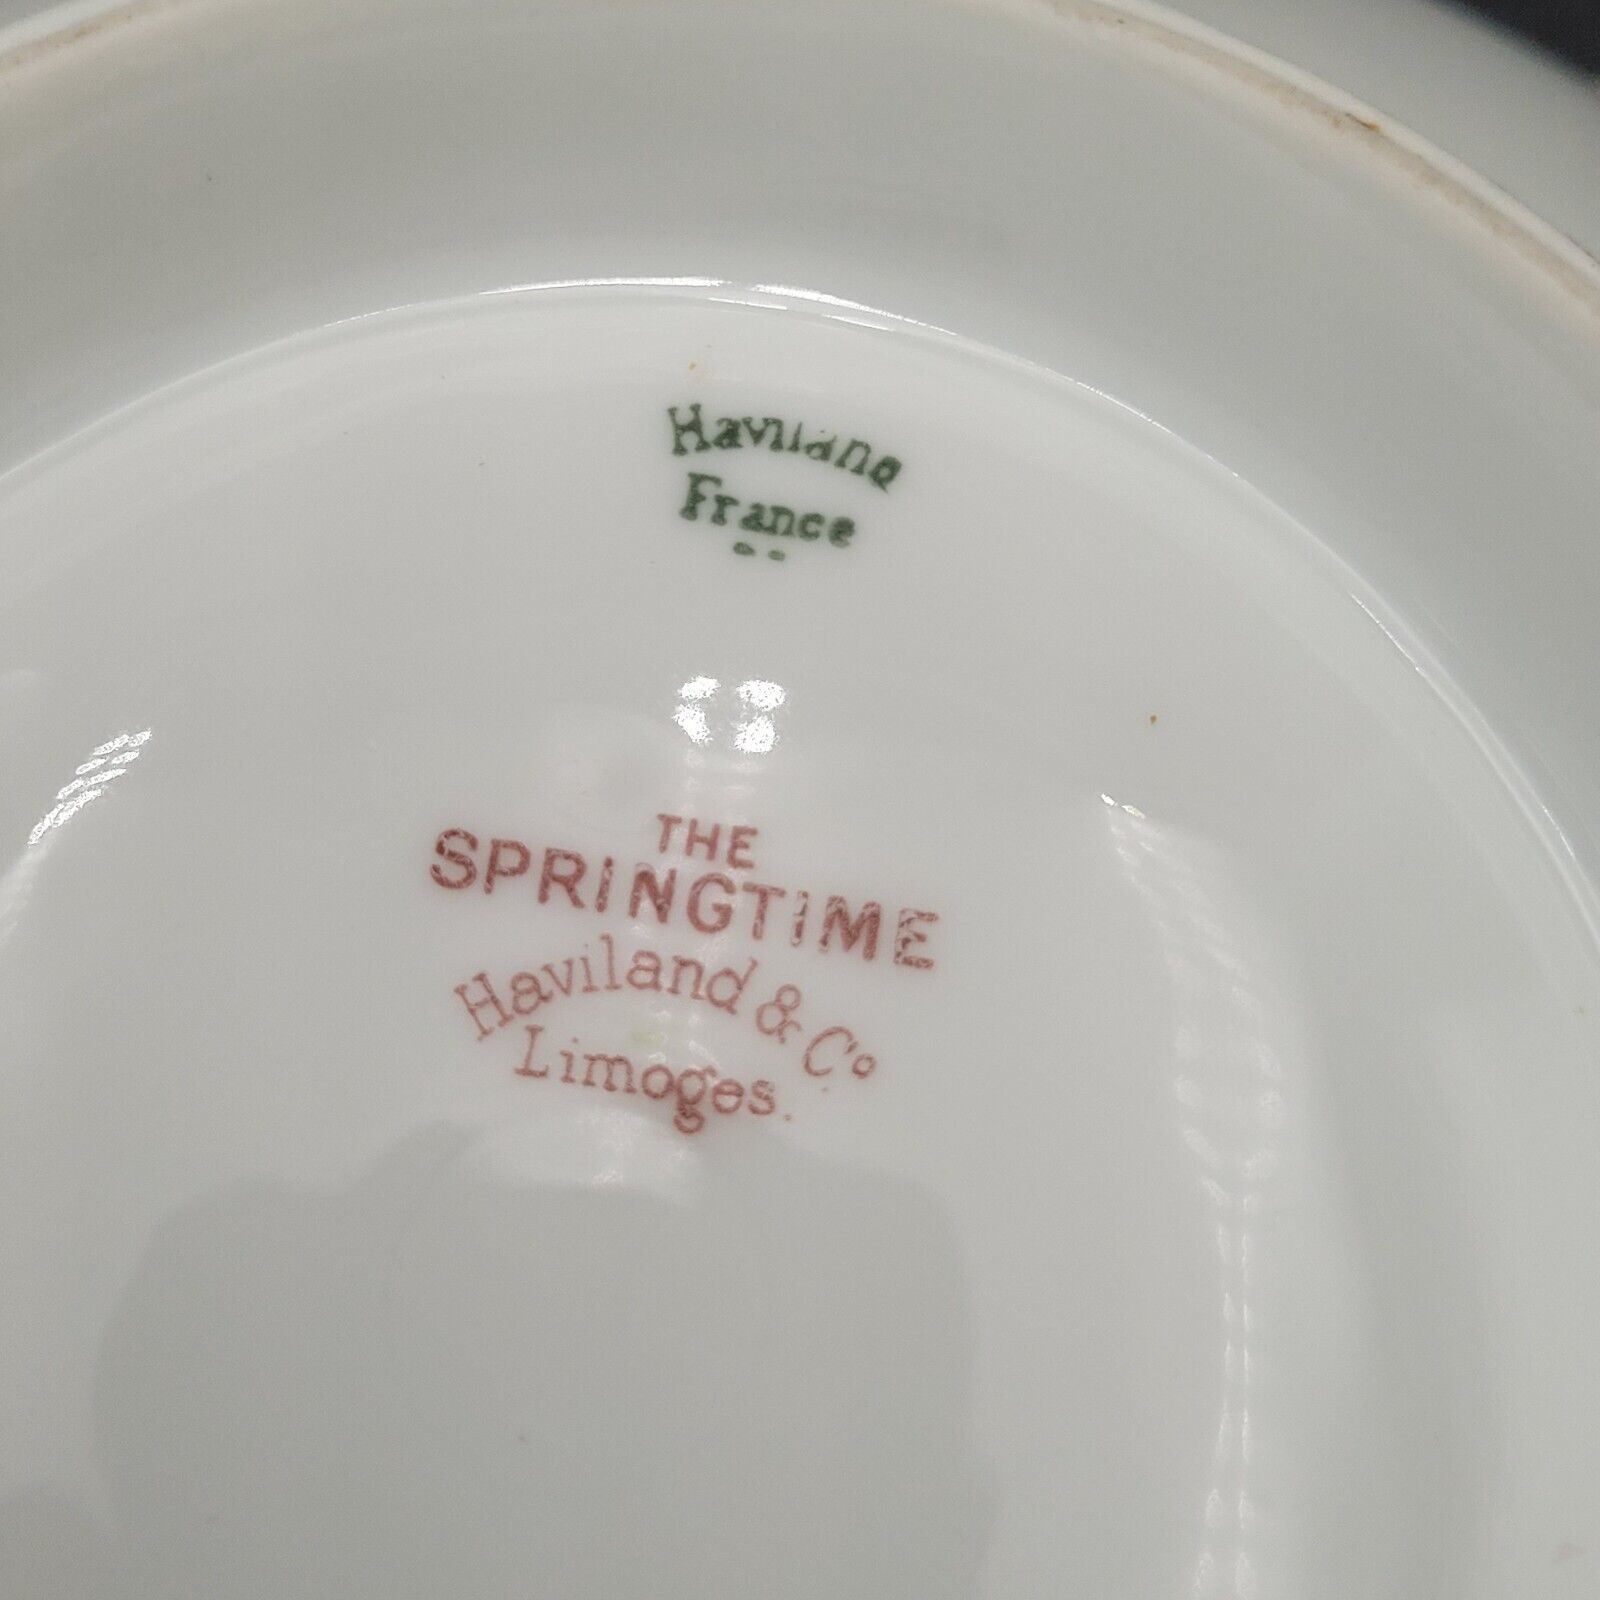 Haviland
France
THE
SPRINGTIME
Haviland & Co
Limoges.